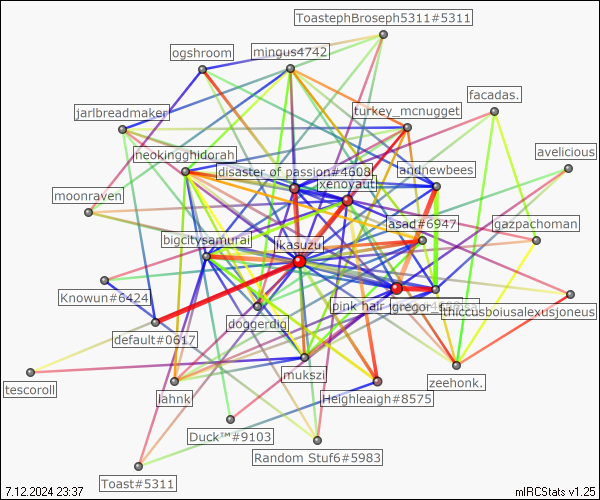 ToastephBroseph5311#5311
ogshroom
mingus4742
facadas.
jarlbreadmaker
turkey_mcnugget
neokingghidorah
avelicious
disaster of passion#4608
andnewbees
xenoyaut
moonraven
asad#6947
gazpachoman
bigcitysamurai
ikasuzu
Knowun#6424
pink hair
gregor
thiccusboiusalexusjoneus
doggerdig
default#0617
mukszi
zeehonk.
tescoroll
jahnk
Heighleaigh#8575
Duck™#9103
Random Stuf6#5983
Toast#5311
7.12.2024 23:37
mIRCStats v1.25